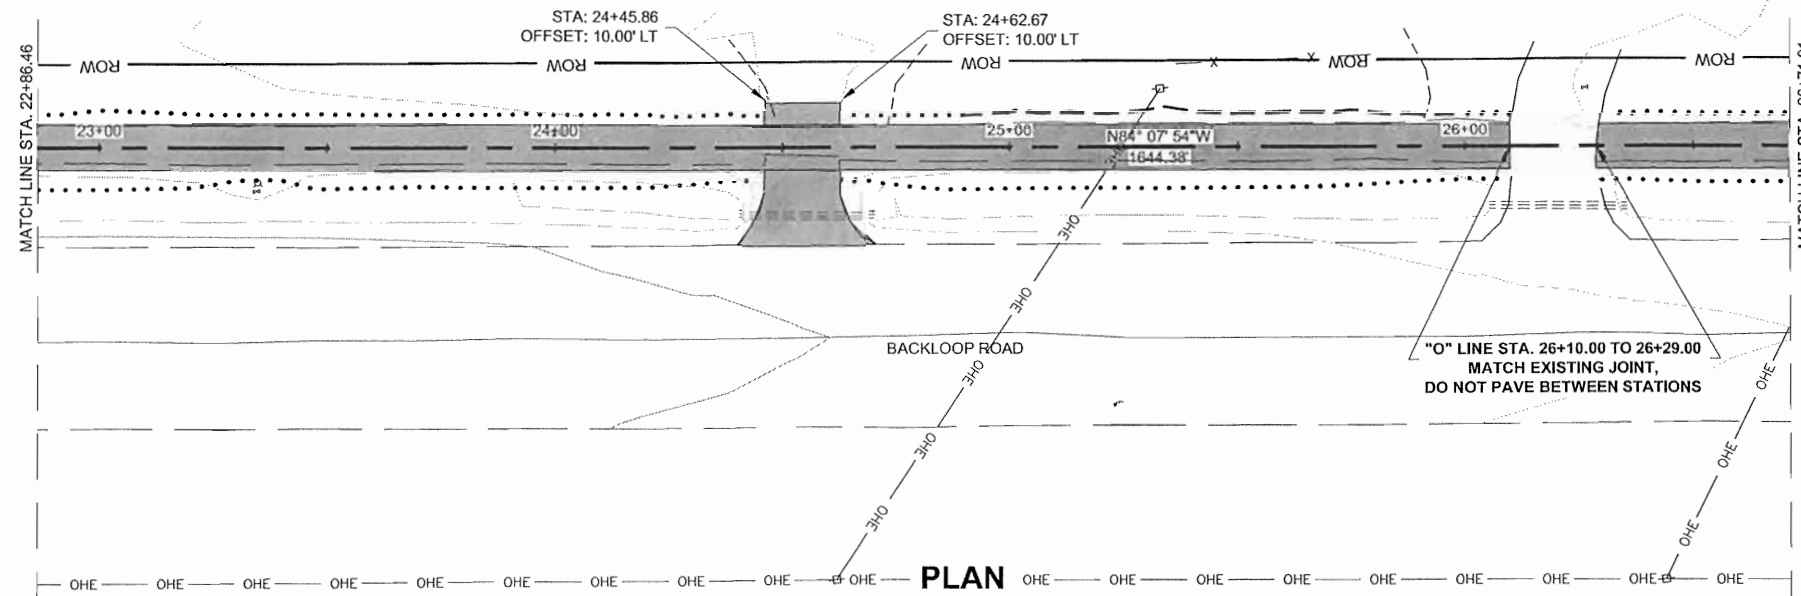 STA: 24+45.86
OFFSET: 10.00' LT
STA: 24+62.67
OFFSET: 10.00' LT
MATCH LINE STA. 22+86.46
ROW
ROW
ROW
X
X
ROW
ROW
23+00
24+00
25+00
26+00
N84° 07' 54"W
1644.38'
OHE
OHE
OHE
BACKLOOP ROAD
OHE
OHE
OHE
"O" LINE STA. 26+10.00 TO 26+29.00
MATCH EXISTING JOINT,
DO NOT PAVE BETWEEN STATIONS
OHE
OHE
OHE
OHE OHE OHE OHE OHE OHE OHE OHE OHE OHE PLAN OHE OHE OHE OHE OHE OHE OHE OHE OHE
MATCH LINE STA.